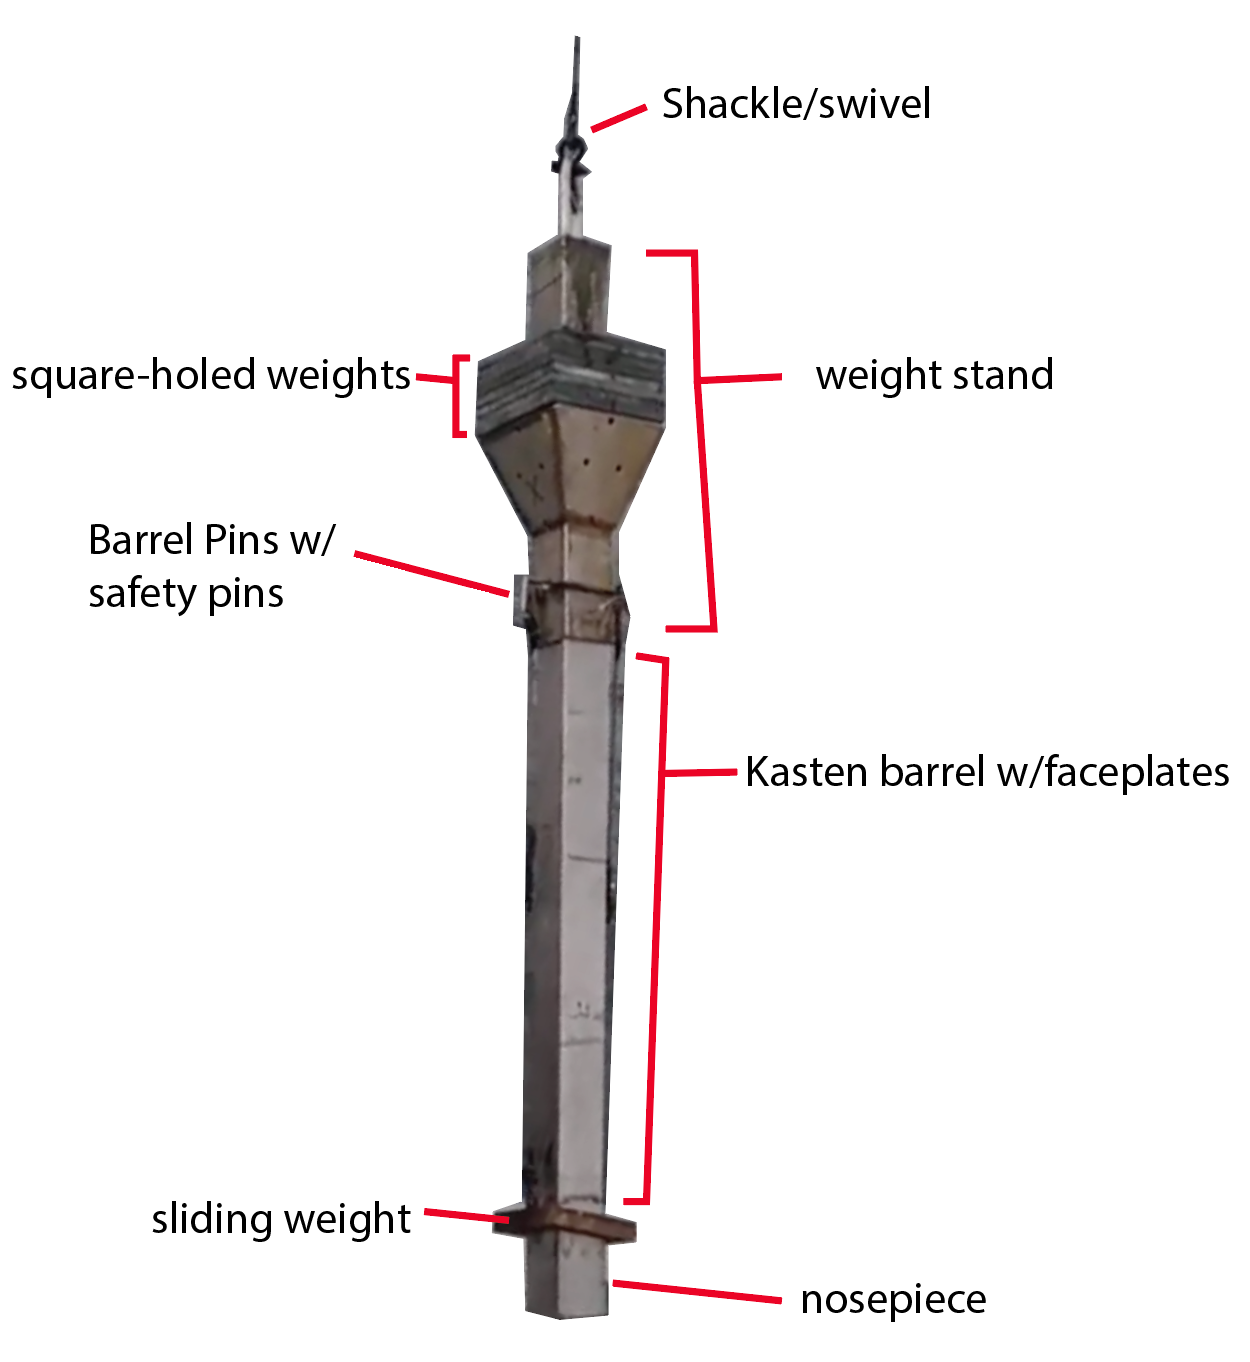 Shackle/swivel
square-holed weights
weight stand
Barrel Pins w/
safety pins
Kasten barrel w/faceplates
sliding weight
nosepiece